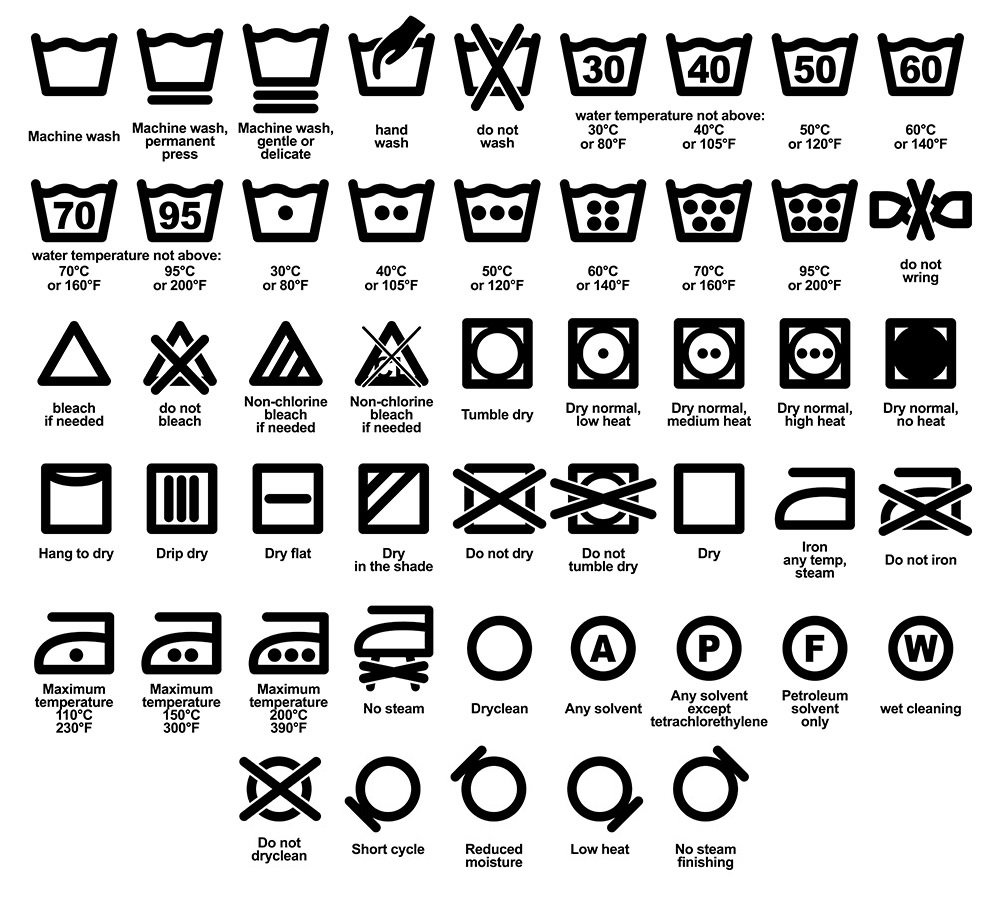 30
40
50
60
Machine wash
Machine wash,
permanent
press
Machine wash,
gentle or
delicate
hand
wash
do not
wash
water temperature not above:
30°C
or 80°F
40°C
or 105°F
50°C
or 120°F
60°C
or 140°F
70
95
water temperature not above:
70°C
or 160°F
95°C
or 200°F
30°C
or 80°F
40°C
or 105°F
50°C
or 120°F
60°C
or 140°F
70°C
or 160°F
95°C
or 200°F
do not
wring
CL
bleach
if needed
do not
bleach
Non-chlorine
bleach
if needed
Non-chlorine
bleach
if needed
Tumble dry
Dry normal,
low heat
Dry normal,
medium heat
Dry normal,
high heat
Dry normal,
no heat
Hang to dry
Drip dry
Dry flat
Dry
in the shade
Do not dry
Do not
tumble dry
Dry
Iron
any temp,
steam
Do not iron
A
P
F
W
Maximum
temperature
110°C
230°F
Maximum
temperature
150°C
300°F
Maximum
temperature
200°C
390°F
No steam
Dryclean
Any solvent
Any solvent
except
tetrachlorethylene
Petroleum
solvent
only
wet cleaning
Do not
dryclean
Short cycle
Reduced
moisture
Low heat
No steam
finishing